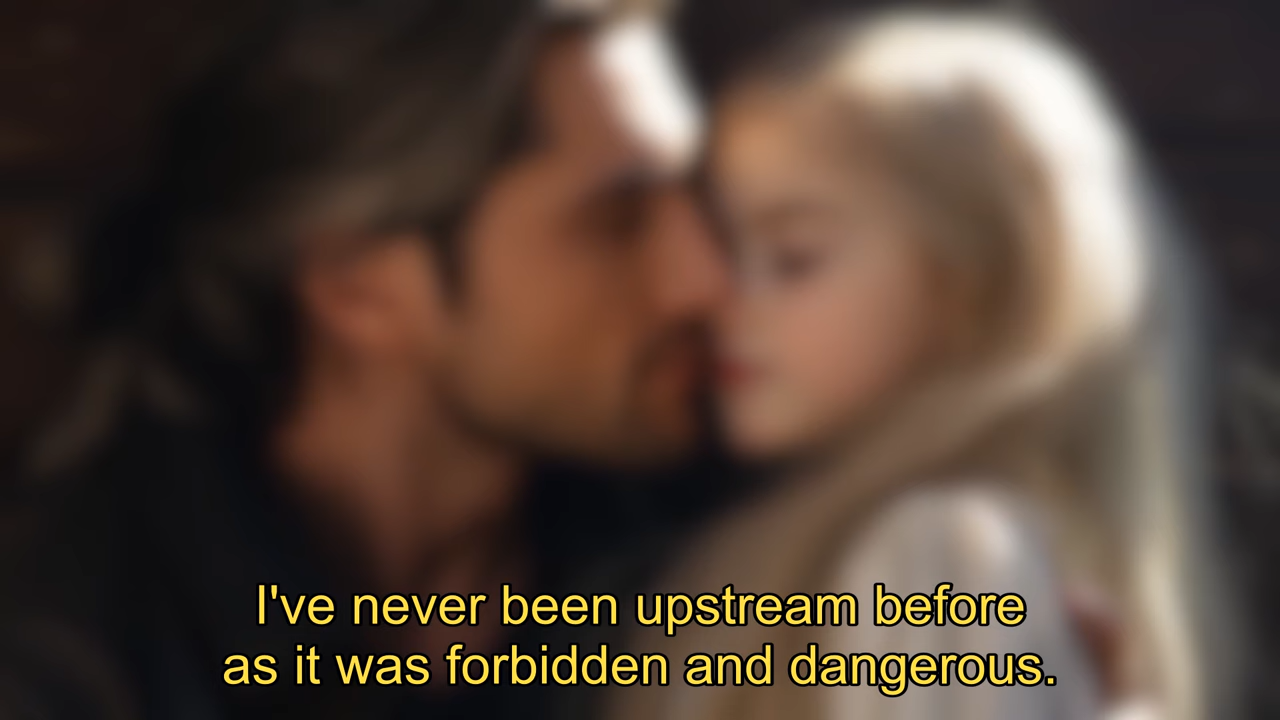 I've never been upstream before
as it was forbidden and dangerous.